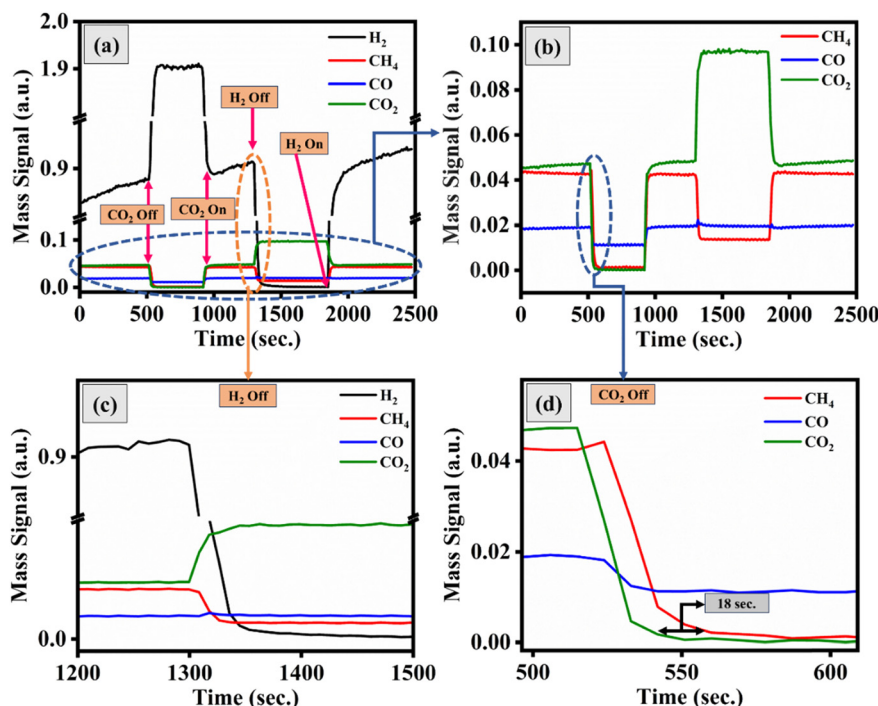 (a)
H₂
CH₄
CO
CO₂
H₂ Off
H₂ On
CO₂ Off
CO₂ On
Mass Signal (a.u.)
2.0
1.9
0.9
0.1
0.0
0 500 1000 1500 2000 2500
Time (sec.)
(b)
CH₄
CO
CO₂
Mass Signal (a.u.)
0.10
0.08
0.06
0.04
0.02
0.00
0 500 1000 1500 2000 2500
Time (sec.)
(c)
H₂ Off
H₂
CH₄
CO
CO₂
Mass Signal (a.u.)
0.9
0.0
1200 1300 1400 1500
Time (sec.)
(d)
CO₂ Off
CH₄
CO
CO₂
18 sec.
Mass Signal (a.u.)
0.04
0.02
0.00
500 550 600
Time (sec.)